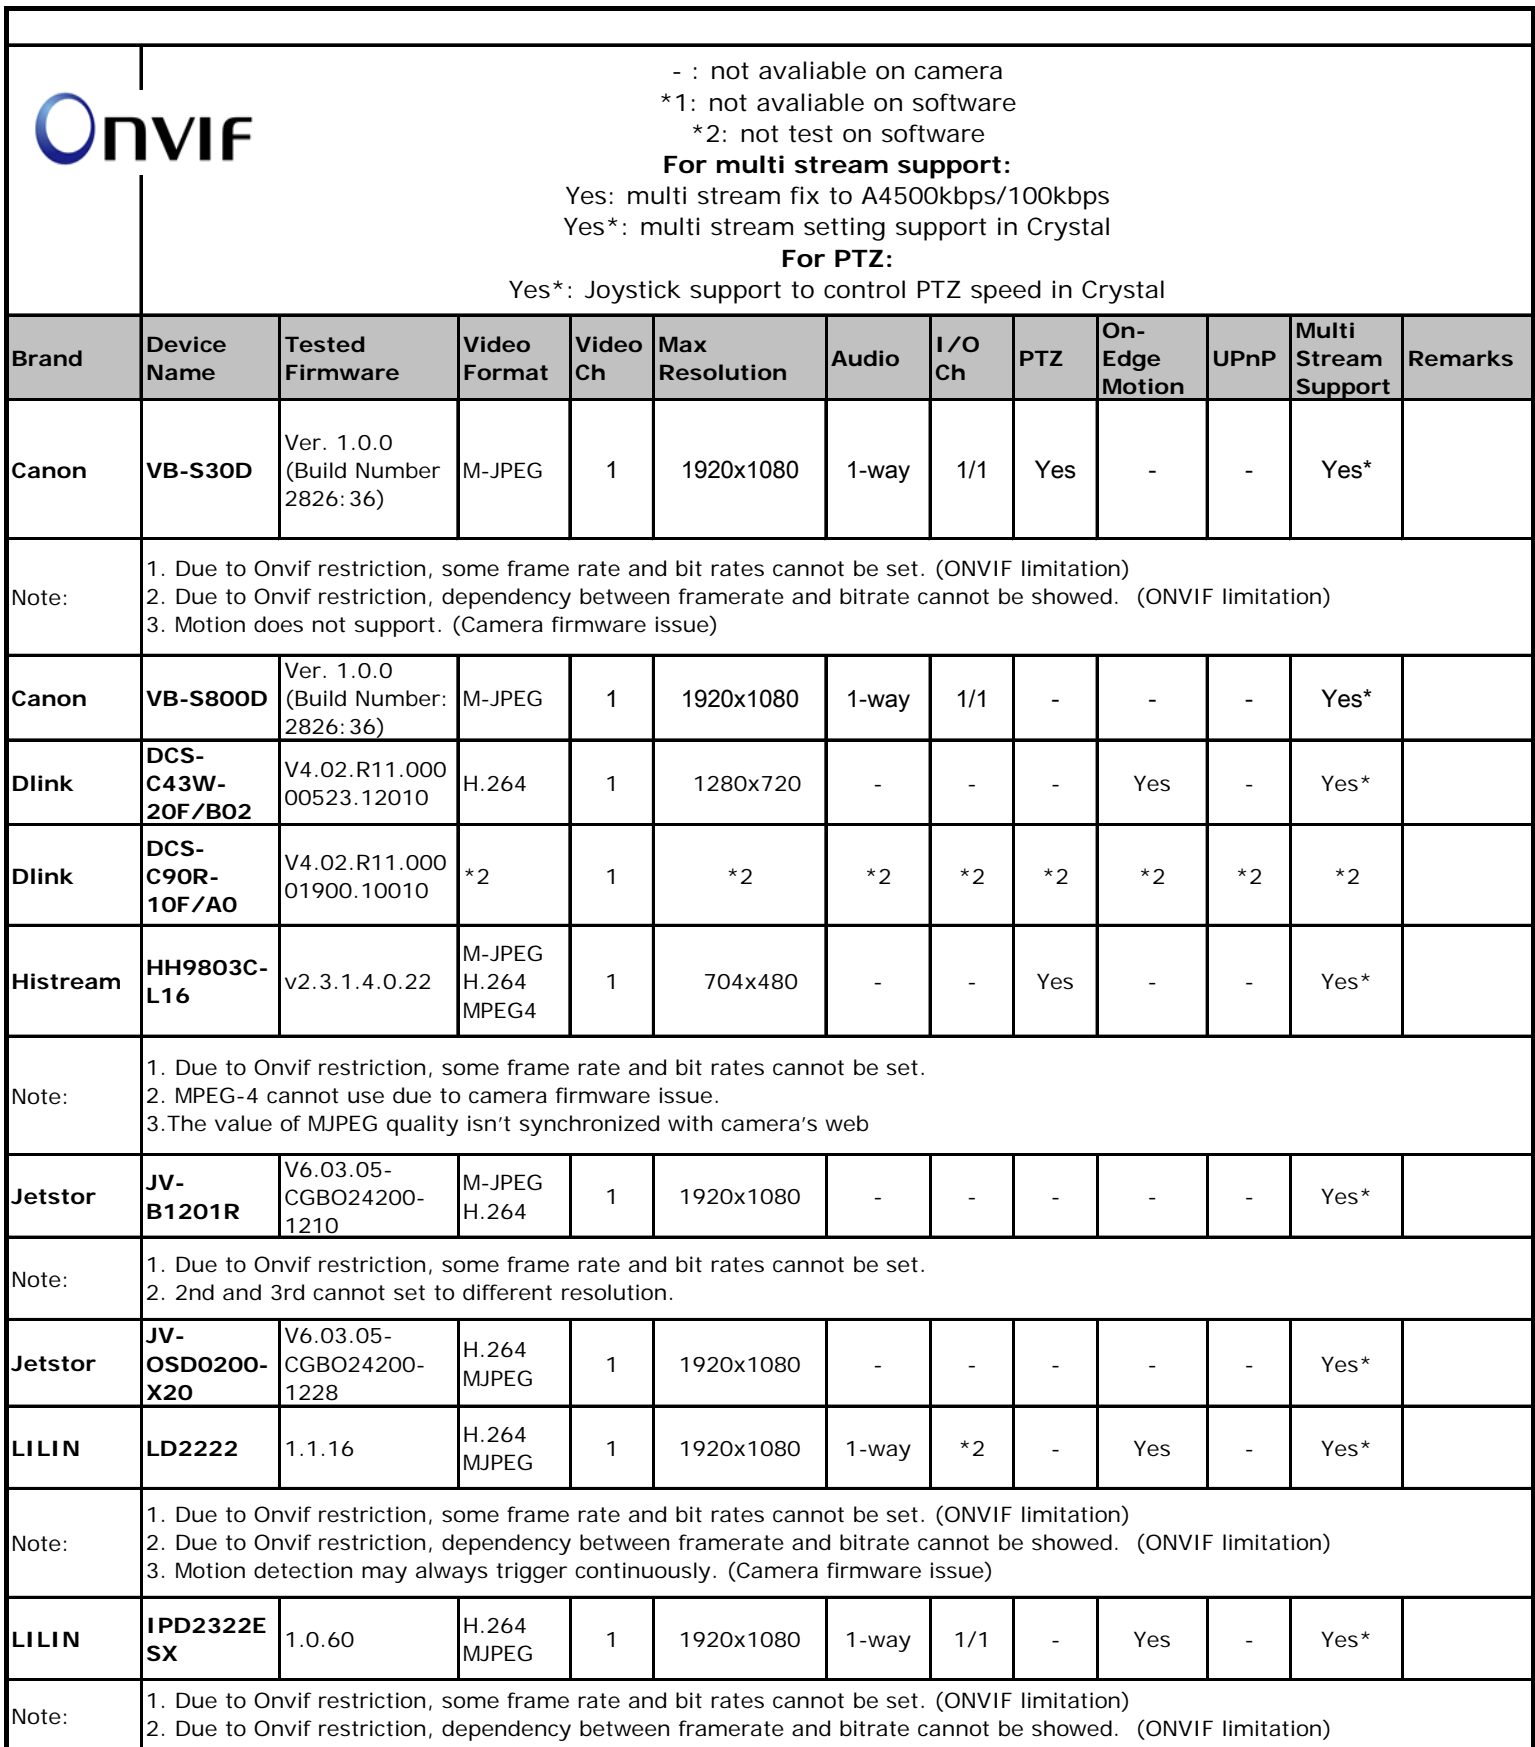 ONVIF
- : not avaliable on camera
*1: not avaliable on software
*2: not test on software
For multi stream support:
Yes: multi stream fix to A4500kbps/100kbps
Yes*: multi stream setting support in Crystal
For PTZ:
Yes*: Joystick support to control PTZ speed in Crystal
Brand Device Name Tested Firmware Video Format Video Ch Max Resolution Audio I/O Ch PTZ On-Edge Motion UPnP Multi Stream Support Remarks
Canon VB-S30D Ver. 1.0.0 (Build Number 2826:36) M-JPEG 1 1920x1080 1-way 1/1 Yes - - Yes*
Note:
1. Due to Onvif restriction, some frame rate and bit rates cannot be set. (ONVIF limitation)
2. Due to Onvif restriction, dependency between framerate and bitrate cannot be showed.  (ONVIF limitation)
3. Motion does not support. (Camera firmware issue)
Canon VB-S800D Ver. 1.0.0 (Build Number: 2826:36) M-JPEG 1 1920x1080 1-way 1/1 - - - Yes*
Dlink DCS-C43W-20F/B02 V4.02.R11.00000523.12010 H.264 1 1280x720 - - - Yes - Yes*
Dlink DCS-C90R-10F/A0 V4.02.R11.00001900.10010 *2 1 *2 *2 *2 *2 *2 *2 *2
Histream HH9803C-L16 v2.3.1.4.0.22 M-JPEG H.264 MPEG4 1 704x480 - - Yes - - Yes*
Note:
1. Due to Onvif restriction, some frame rate and bit rates cannot be set.
2. MPEG-4 cannot use due to camera firmware issue.
3.The value of MJPEG quality isn't synchronized with camera's web
Jetstor JV-B1201R V6.03.05-CGBO24200-1210 M-JPEG H.264 1 1920x1080 - - - - - Yes*
Note:
1. Due to Onvif restriction, some frame rate and bit rates cannot be set.
2. 2nd and 3rd cannot set to different resolution.
Jetstor JV-OSD0200-X20 V6.03.05-CGBO24200-1228 H.264 MJPEG 1 1920x1080 - - - - - Yes*
LILIN LD2222 1.1.16 H.264 MJPEG 1 1920x1080 1-way *2 - Yes - Yes*
Note:
1. Due to Onvif restriction, some frame rate and bit rates cannot be set. (ONVIF limitation)
2. Due to Onvif restriction, dependency between framerate and bitrate cannot be showed.  (ONVIF limitation)
3. Motion detection may always trigger continuously. (Camera firmware issue)
LILIN IPD2322ESX 1.0.60 H.264 MJPEG 1 1920x1080 1-way 1/1 - Yes - Yes*
Note:
1. Due to Onvif restriction, some frame rate and bit rates cannot be set. (ONVIF limitation)
2. Due to Onvif restriction, dependency between framerate and bitrate cannot be showed.  (ONVIF limitation)